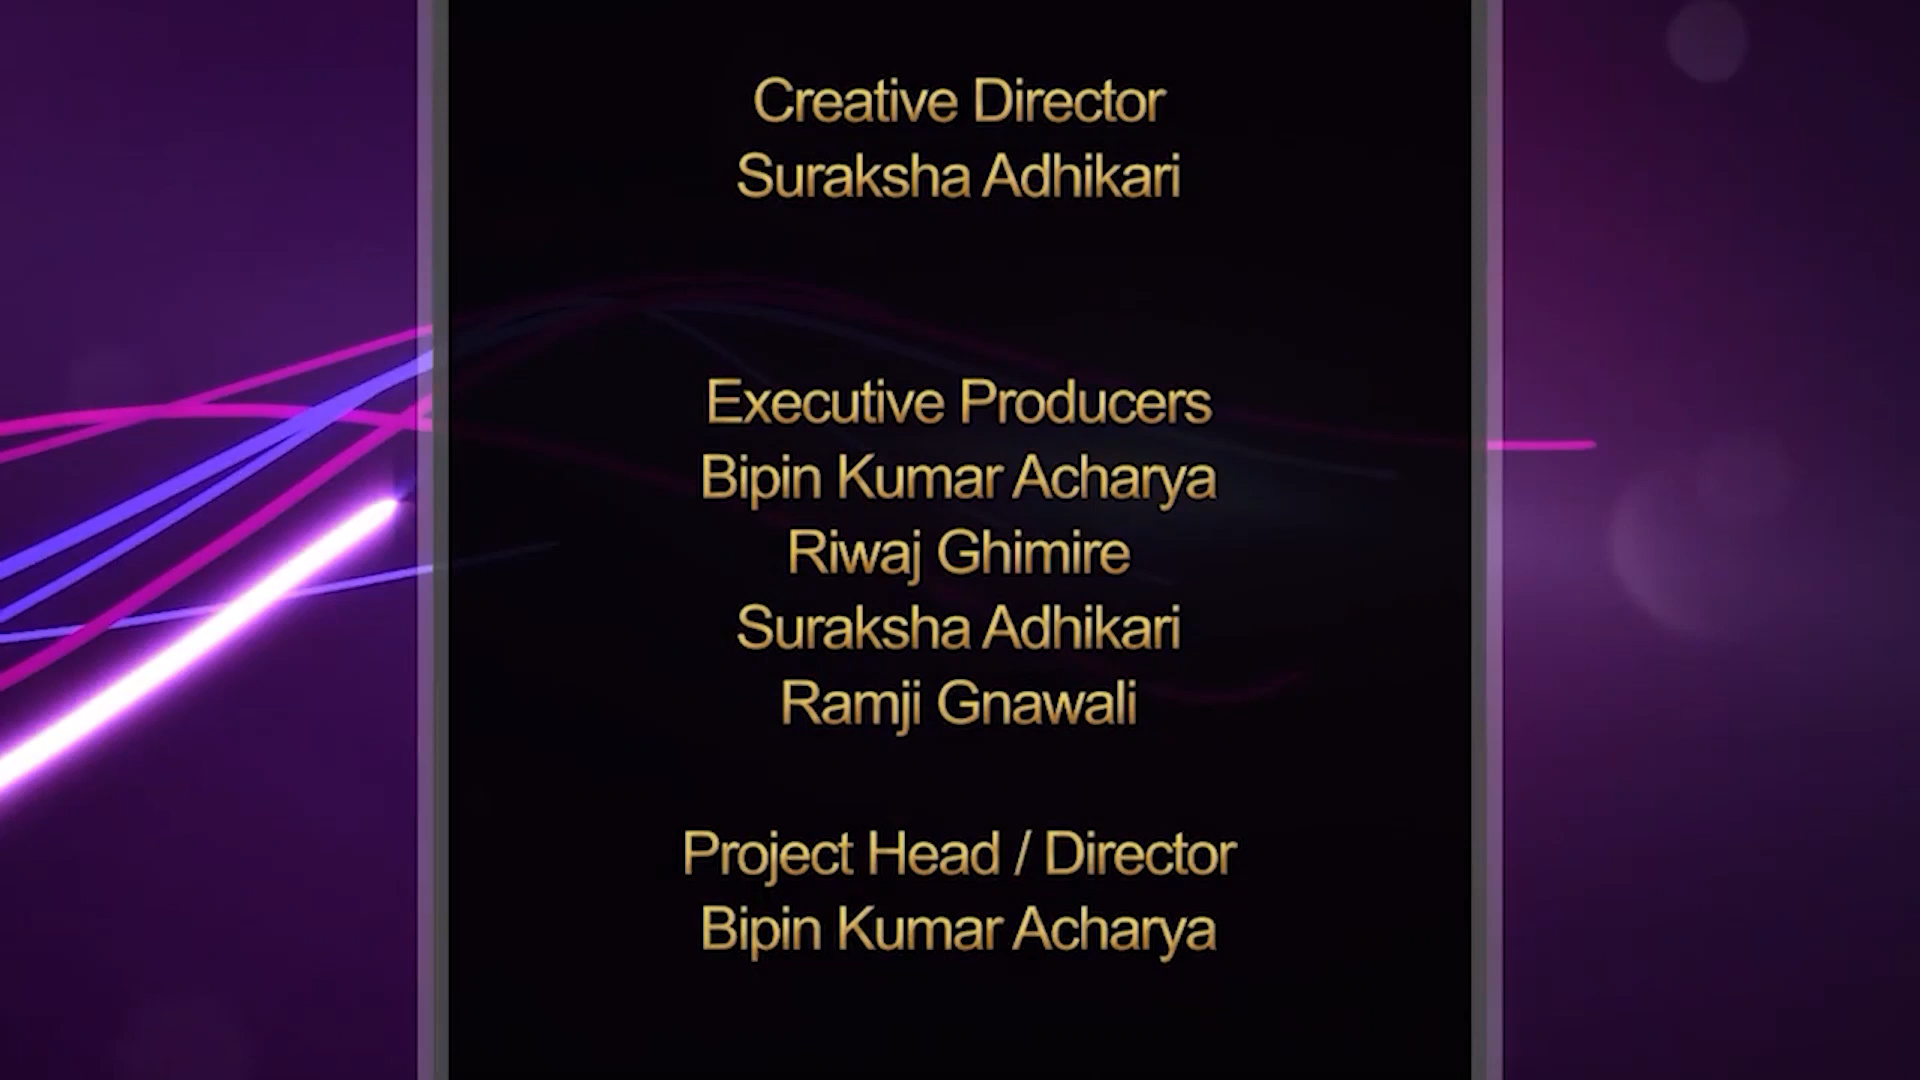 Creative Director
Suraksha Adhikari
Executive Producers
Bipin Kumar Acharya
Riwaj Ghimire
Suraksha Adhikari
Ramji Gnawali
Project Head / Director
Bipin Kumar Acharya